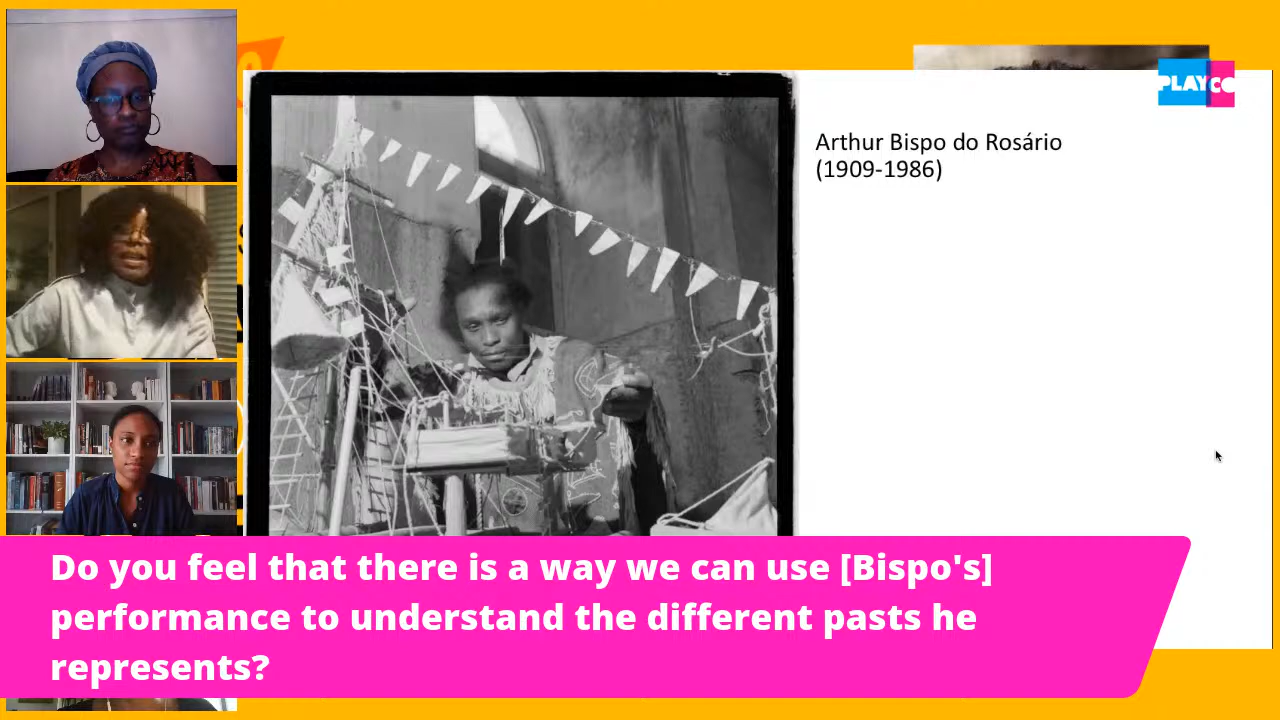 PLAYCO
Arthur Bispo do Rosário
(1909-1986)
Do you feel that there is a way we can use [Bispo's]
performance to understand the different pasts he
represents?